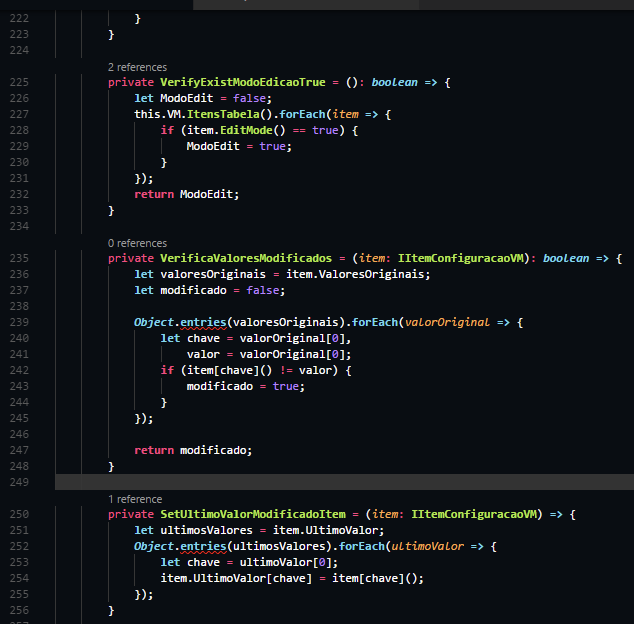 222 }
223 }
224
2 references
225 private VerifyExistModoEdicaoTrue = (): boolean => {
226 let ModoEdit = false;
227 this.VM.ItensTabela().forEach(item => {
228 if (item.EditMode() == true) {
229 ModoEdit = true;
230 }
231 });
232 return ModoEdit;
233 }
234
0 references
235 private VerificaValoresModificados = (item: IItemConfiguracaoVM): boolean => {
236 let valoresOriginais = item.ValoresOriginais;
237 let modificado = false;
238
239 Object.entries(valoresOriginais).forEach(valorOriginal => {
240 let chave = valorOriginal[0],
241 valor = valorOriginal[0];
242 if (item[chave]() != valor) {
243 modificado = true;
244 }
245 });
246
247 return modificado;
248 }
249
1 reference
250 private SetUltimoValorModificadoItem = (item: IItemConfiguracaoVM) => {
251 let ultimosValores = item.UltimoValor;
252 Object.entries(ultimosValores).forEach(ultimoValor => {
253 let chave = ultimoValor[0];
254 item.UltimoValor[chave] = item[chave]();
255 });
256 }